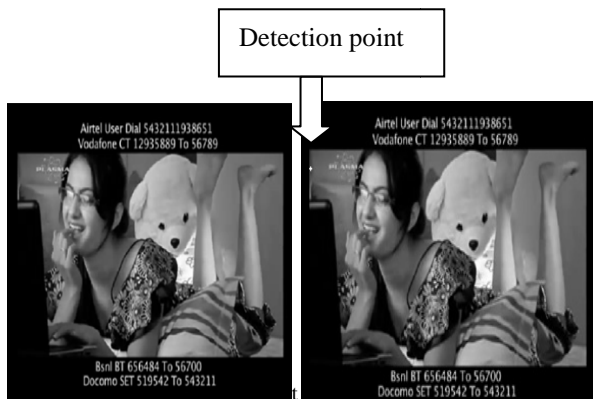 Detection point
Airtel User Dial 5432111938651
Vodafone CT 12935889 To 56789
Bsnl BT 656484 To 56700
Docomo SET 519542 To 543211
t
Airtel User Dial 5432111938651
Vodafone CT 12935889 To 56789
Bsnl BT 656484 To 56700
Docomo SET 519542 To 543211